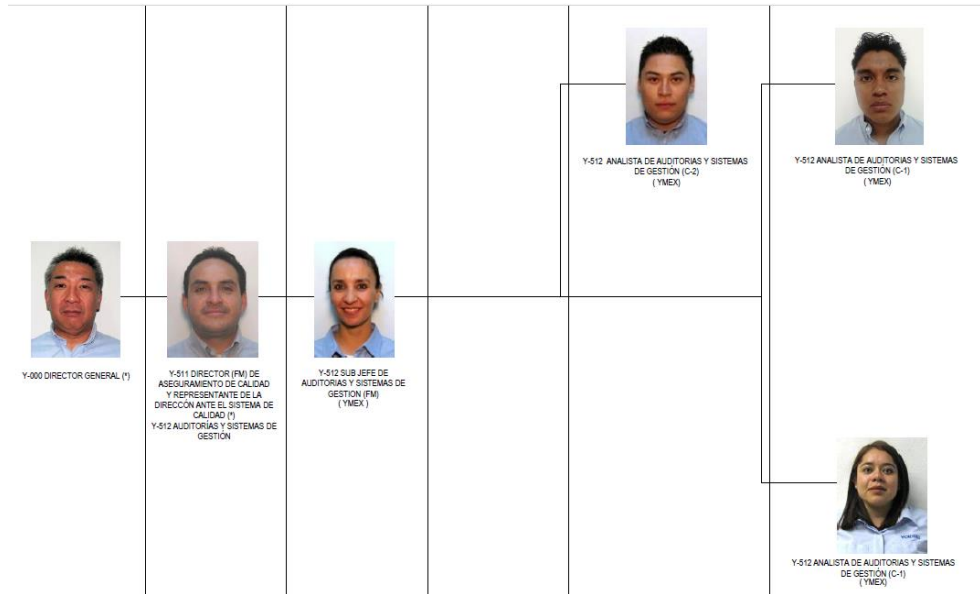 Y-512 ANALISTA DE AUDITORIAS Y SISTEMAS
DE GESTIÓN (C-2)
( YMEX)
Y-512 ANALISTA DE AUDITORIAS Y SISTEMAS
DE GESTIÓN (C-1)
( YMEX)
Y-000 DIRECTOR GENERAL (*)
Y-511 DIRECTOR (FM) DE
ASEGURAMIENTO DE CALIDAD
Y REPRESENTANTE DE LA
DIRECCÓN ANTE EL SISTEMA DE
CALIDAD (*)
Y-512 AUDITORÍAS Y SISTEMAS DE
GESTIÓN
Y-512 SUB JEFE DE
AUDITORIAS Y SISTEMAS DE
GESTION (FM)
( YMEX )
Y-512 ANALISTA DE AUDITORIAS Y SISTEMAS
DE GESTIÓN (C-1)
(YMEX)